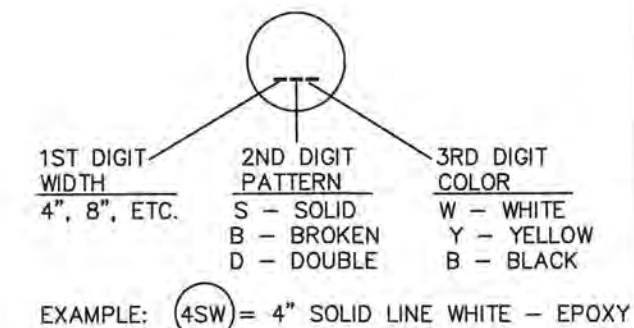 1ST DIGIT 2ND DIGIT 3RD DIGIT
WIDTH PATTERN COLOR
4", 8", ETC. S – SOLID W – WHITE
B – BROKEN Y – YELLOW
D – DOUBLE B – BLACK
EXAMPLE: 4SW = 4" SOLID LINE WHITE – EPOXY